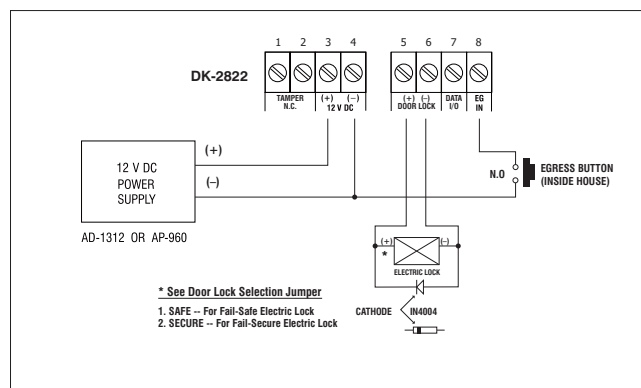 1 2 3 4 5 6 7 8
DK-2822
TAMPER N.C.
(+) (–)
12 V DC
(+) (–)
DOOR LOCK
DATA I/O
EG IN
12 V DC
POWER
SUPPLY
(+)
(–)
AD-1312 OR AP-960
N.O
EGRESS BUTTON
(INSIDE HOUSE)
(+) (–)
*
ELECTRIC LOCK
* See Door Lock Selection Jumper
1. SAFE -- For Fail-Safe Electric Lock
2. SECURE -- For Fail-Secure Electric Lock
CATHODE IN4004